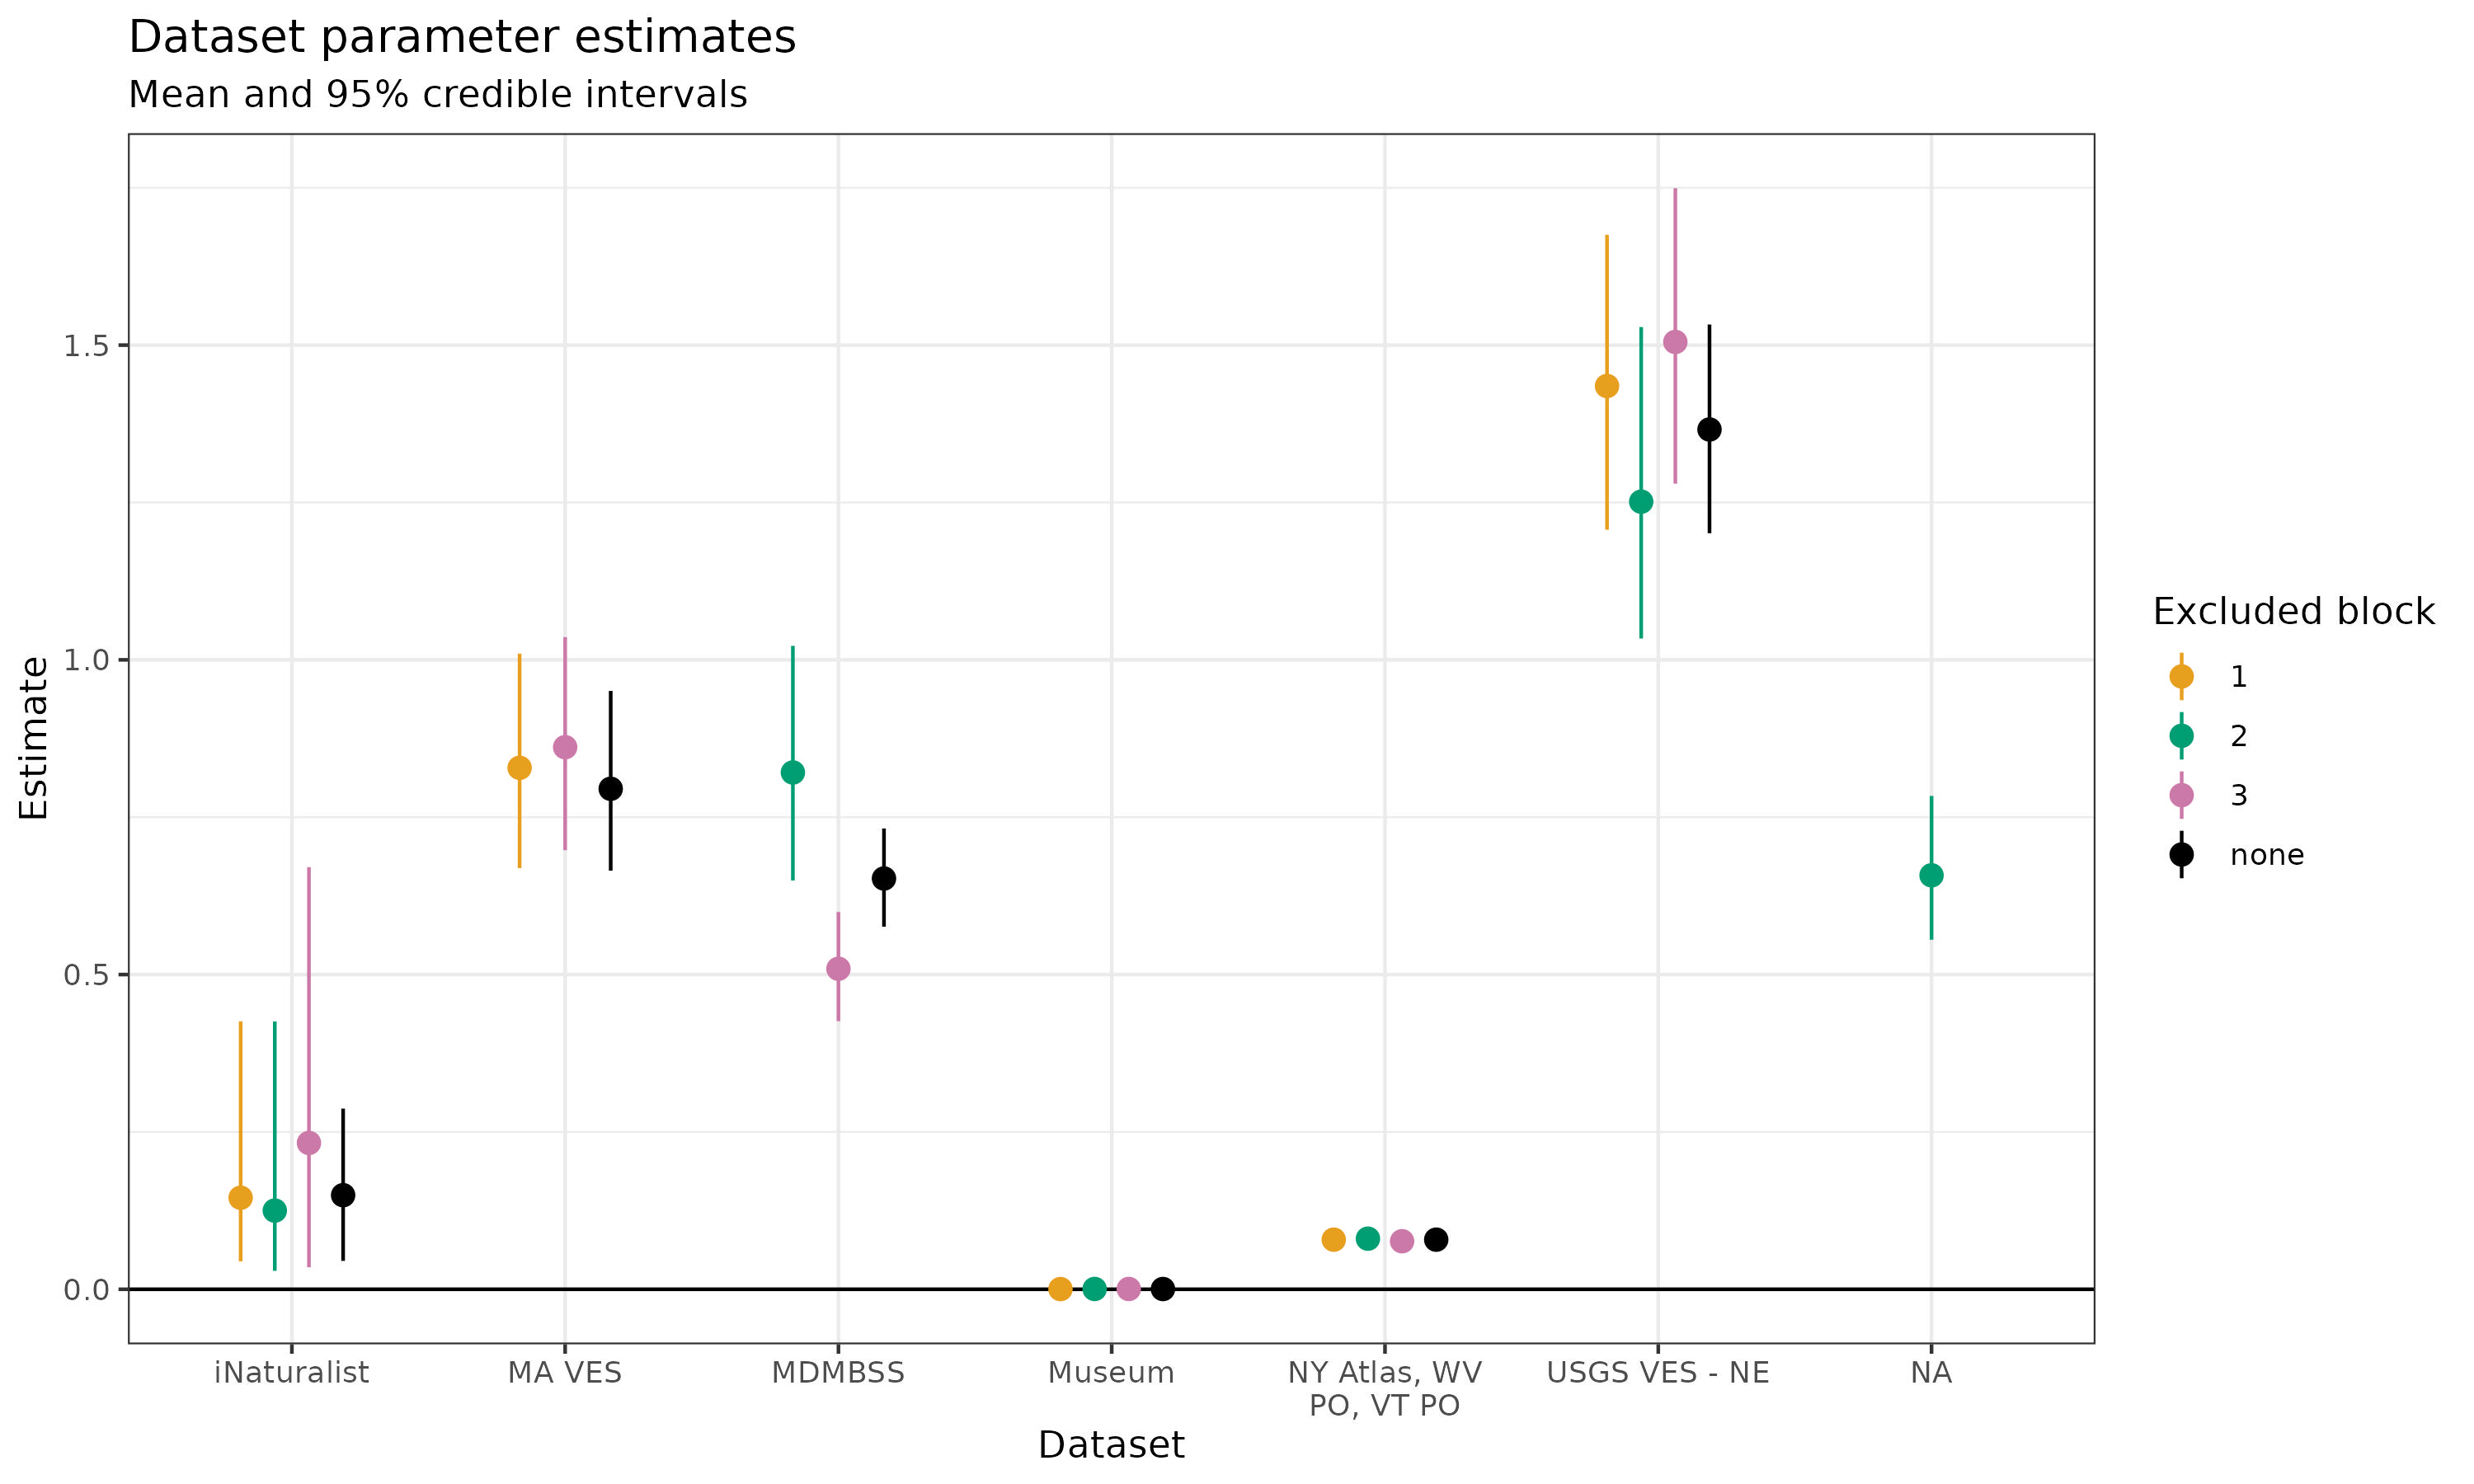 Dataset parameter estimates
Mean and 95% credible intervals
Estimate
1.5
1.0
0.5
0.0
iNaturalist
MA VES
MDMBSS
Museum
NY Atlas, WV
PO, VT PO
USGS VES - NE
NA
Dataset
Excluded block
1
2
3
none